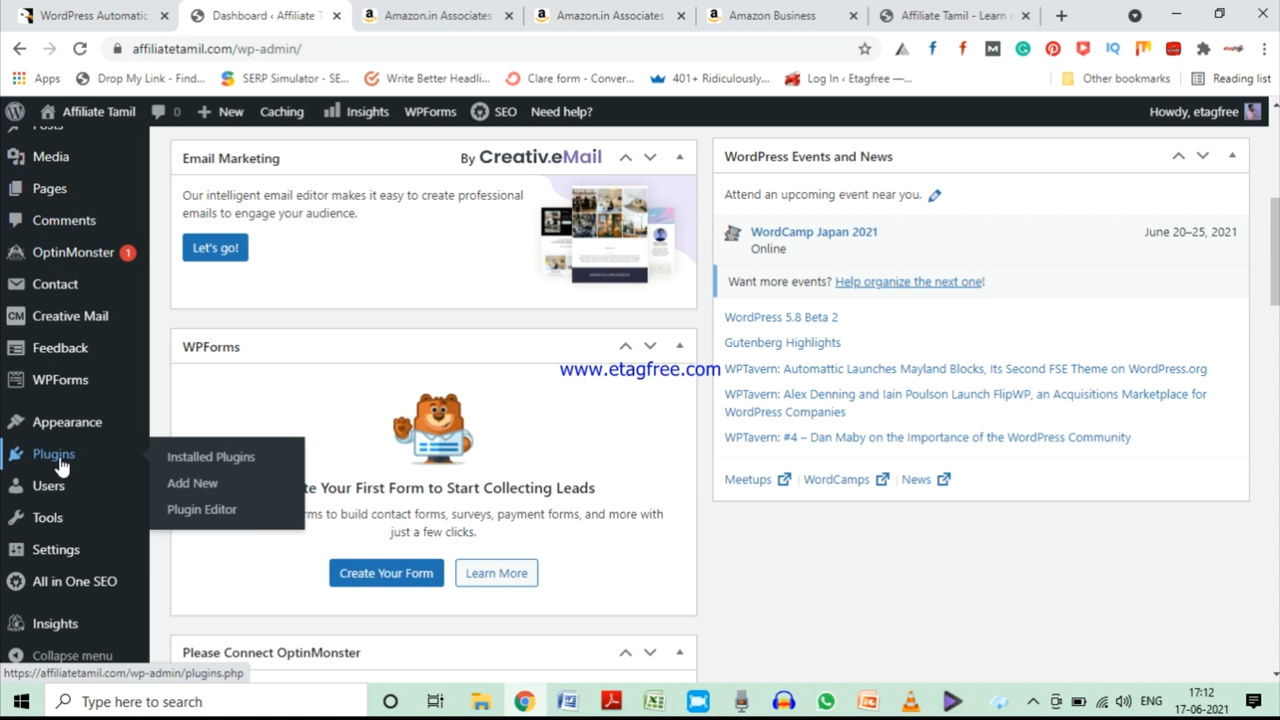 WordPress Automatic
Dashboard ‹ Affiliate T
Amazon.in Associates
Amazon.in Associates
Amazon Business
Affiliate Tamil - Learn
affiliatetamil.com/wp-admin/
Apps
Drop My Link - Find...
SERP Simulator - SE...
Write Better Headli...
Clare form - Conver...
401+ Ridiculously...
Log In ‹ Etagfree —...
Other bookmarks
Reading list
Affiliate Tamil
0
New
Caching
Insights
WPForms
SEO
Need help?
Howdy, etagfree
Posts
Media
Pages
Comments
OptinMonster 1
Contact
CM Creative Mail
Feedback
WPForms
Appearance
Plugins
Users
Tools
Settings
All in One SEO
Insights
Collapse menu
Installed Plugins
Add New
Plugin Editor
Email Marketing
By Creative.eMail
Our intelligent email editor makes it easy to create professional
emails to engage your audience.
Let's go!
WPForms
te Your First Form to Start Collecting Leads
ms to build contact forms, surveys, payment forms, and more with
just a few clicks.
Create Your Form
Learn More
Please Connect OptinMonster
WordPress Events and News
Attend an upcoming event near you.
WordCamp Japan 2021
June 20–25, 2021
Online
Want more events? Help organize the next one!
WordPress 5.8 Beta 2
Gutenberg Highlights
www.etagfree.com
WPTavern: Automattic Launches Mayland Blocks, Its Second FSE Theme on WordPress.org
WPTavern: Alex Denning and Iain Poulson Launch FlipWP, an Acquisitions Marketplace for
WordPress Companies
WPTavern: #4 – Dan Maby on the Importance of the WordPress Community
Meetups
WordCamps
News
https://affiliatetamil.com/wp-admin/plugins.php
Type here to search
ENG
17:12
17-06-2021